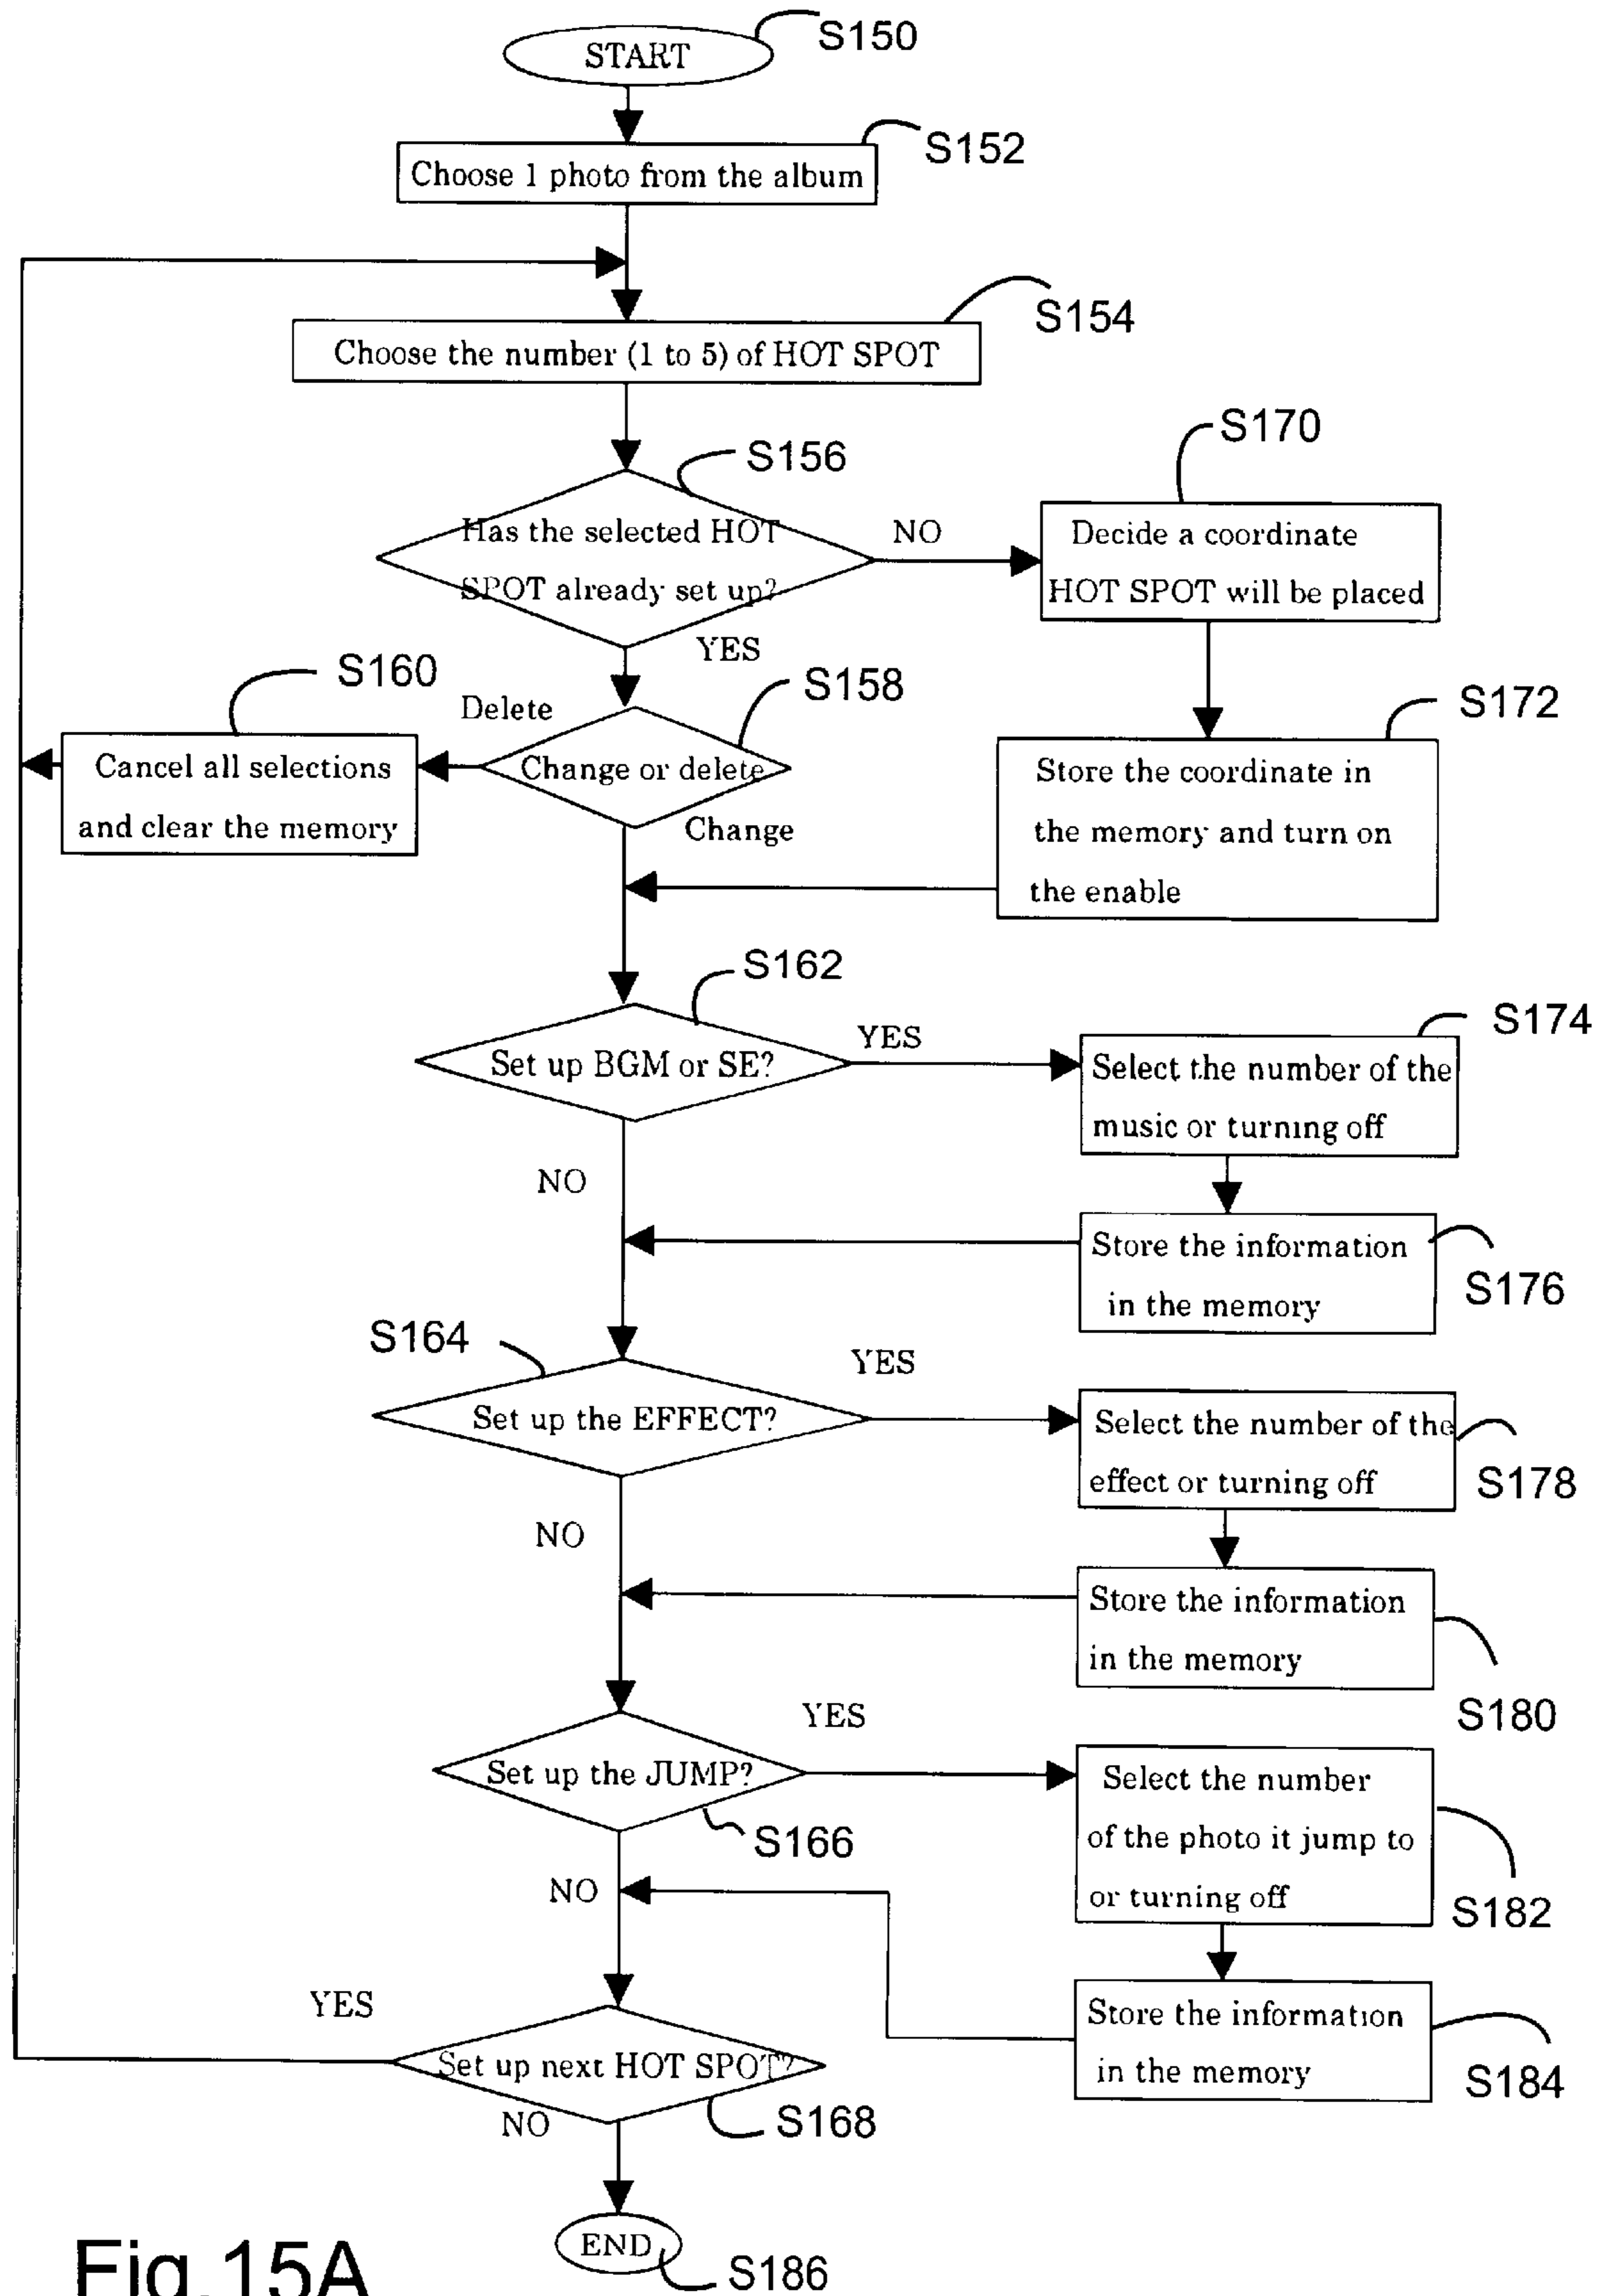 START
S150
Choose 1 photo from the album
S152
Choose the number (1 to 5) of HOT SPOT
S154
Has the selected HOT
SPOT already set up?
S156
NO
YES
Decide a coordinate
HOT SPOT will be placed
S170
Store the coordinate in
the memory and turn on
the enable
S172
Change or delete
S158
Delete
Change
Cancel all selections
and clear the memory
S160
Set up BGM or SE?
S162
YES
NO
Select the number of the
music or turning off
S174
Store the information
in the memory
S176
Set up the EFFECT?
S164
YES
NO
Select the number of the
effect or turning off
S178
Store the information
in the memory
S180
Set up the JUMP?
S166
YES
NO
Select the number
of the photo it jump to
or turning off
S182
Store the information
in the memory
S184
Set up next HOT SPOT?
S168
YES
NO
END
S186
Fig.15A